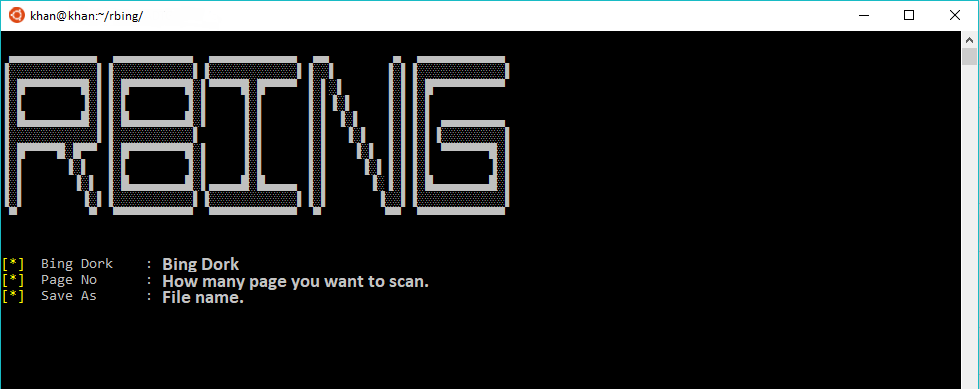 khan@khan:~/rbing/
RBING
[*] Bing Dork : Bing Dork
[*] Page No : How many page you want to scan.
[*] Save As : File name.